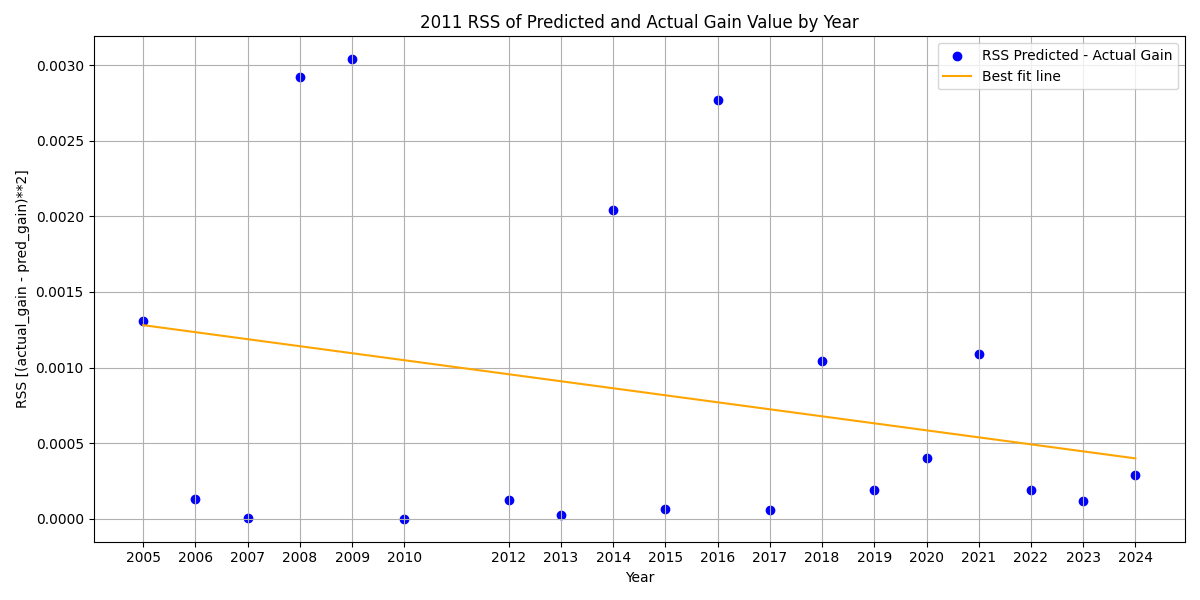 2011 RSS of Predicted and Actual Gain Value by Year
RSS Predicted - Actual Gain
Best fit line
0.0030
0.0025
0.0020
0.0015
0.0010
0.0005
0.0000
RSS [(actual_gain - pred_gain)**2]
2005 2006 2007 2008 2009 2010 2012 2013 2014 2015 2016 2017 2018 2019 2020 2021 2022 2023 2024
Year